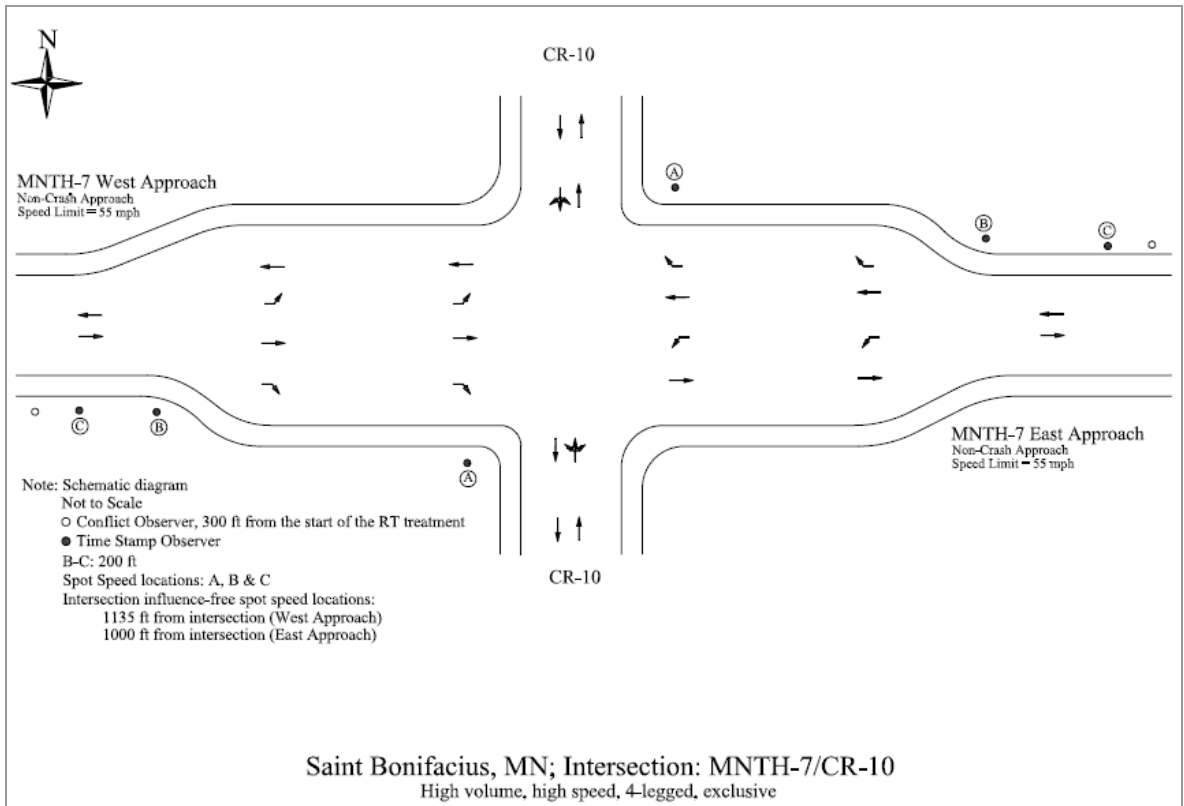 N
CR-10
MNTH-7 West Approach
Non-Crash Approach
Speed Limit = 55 mph
A
B
C
C
B
A
MNTH-7 East Approach
Non-Crash Approach
Speed Limit = 55 mph
Note: Schematic diagram
Not to Scale
Conflict Observer, 300 ft from the start of the RT treatment
Time Stamp Observer
B-C: 200 ft
Spot Speed locations: A, B & C
Intersection influence-free spot speed locations:
1135 ft from intersection (West Approach)
1000 ft from intersection (East Approach)
CR-10
Saint Bonifacius, MN; Intersection: MNTH-7/CR-10
High volume, high speed, 4-legged, exclusive